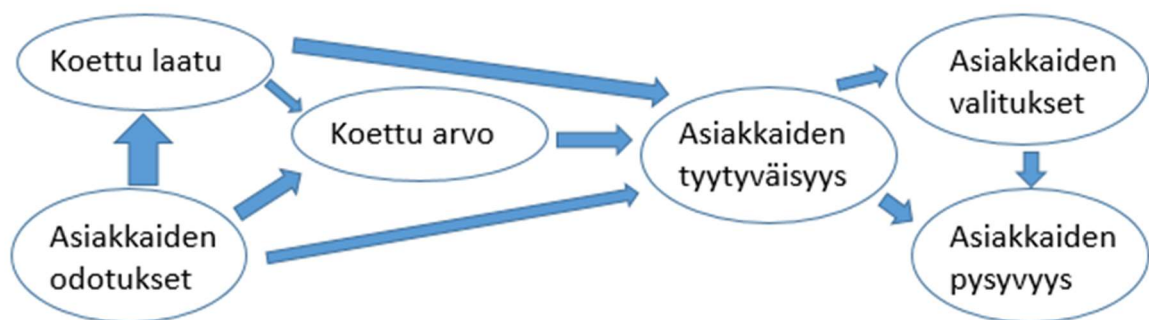 Koettu laatu
Koettu arvo
Asiakkaiden
odotukset
Asiakkaiden
tyytyväisyys
Asiakkaiden
valitukset
Asiakkaiden
pysyvyys